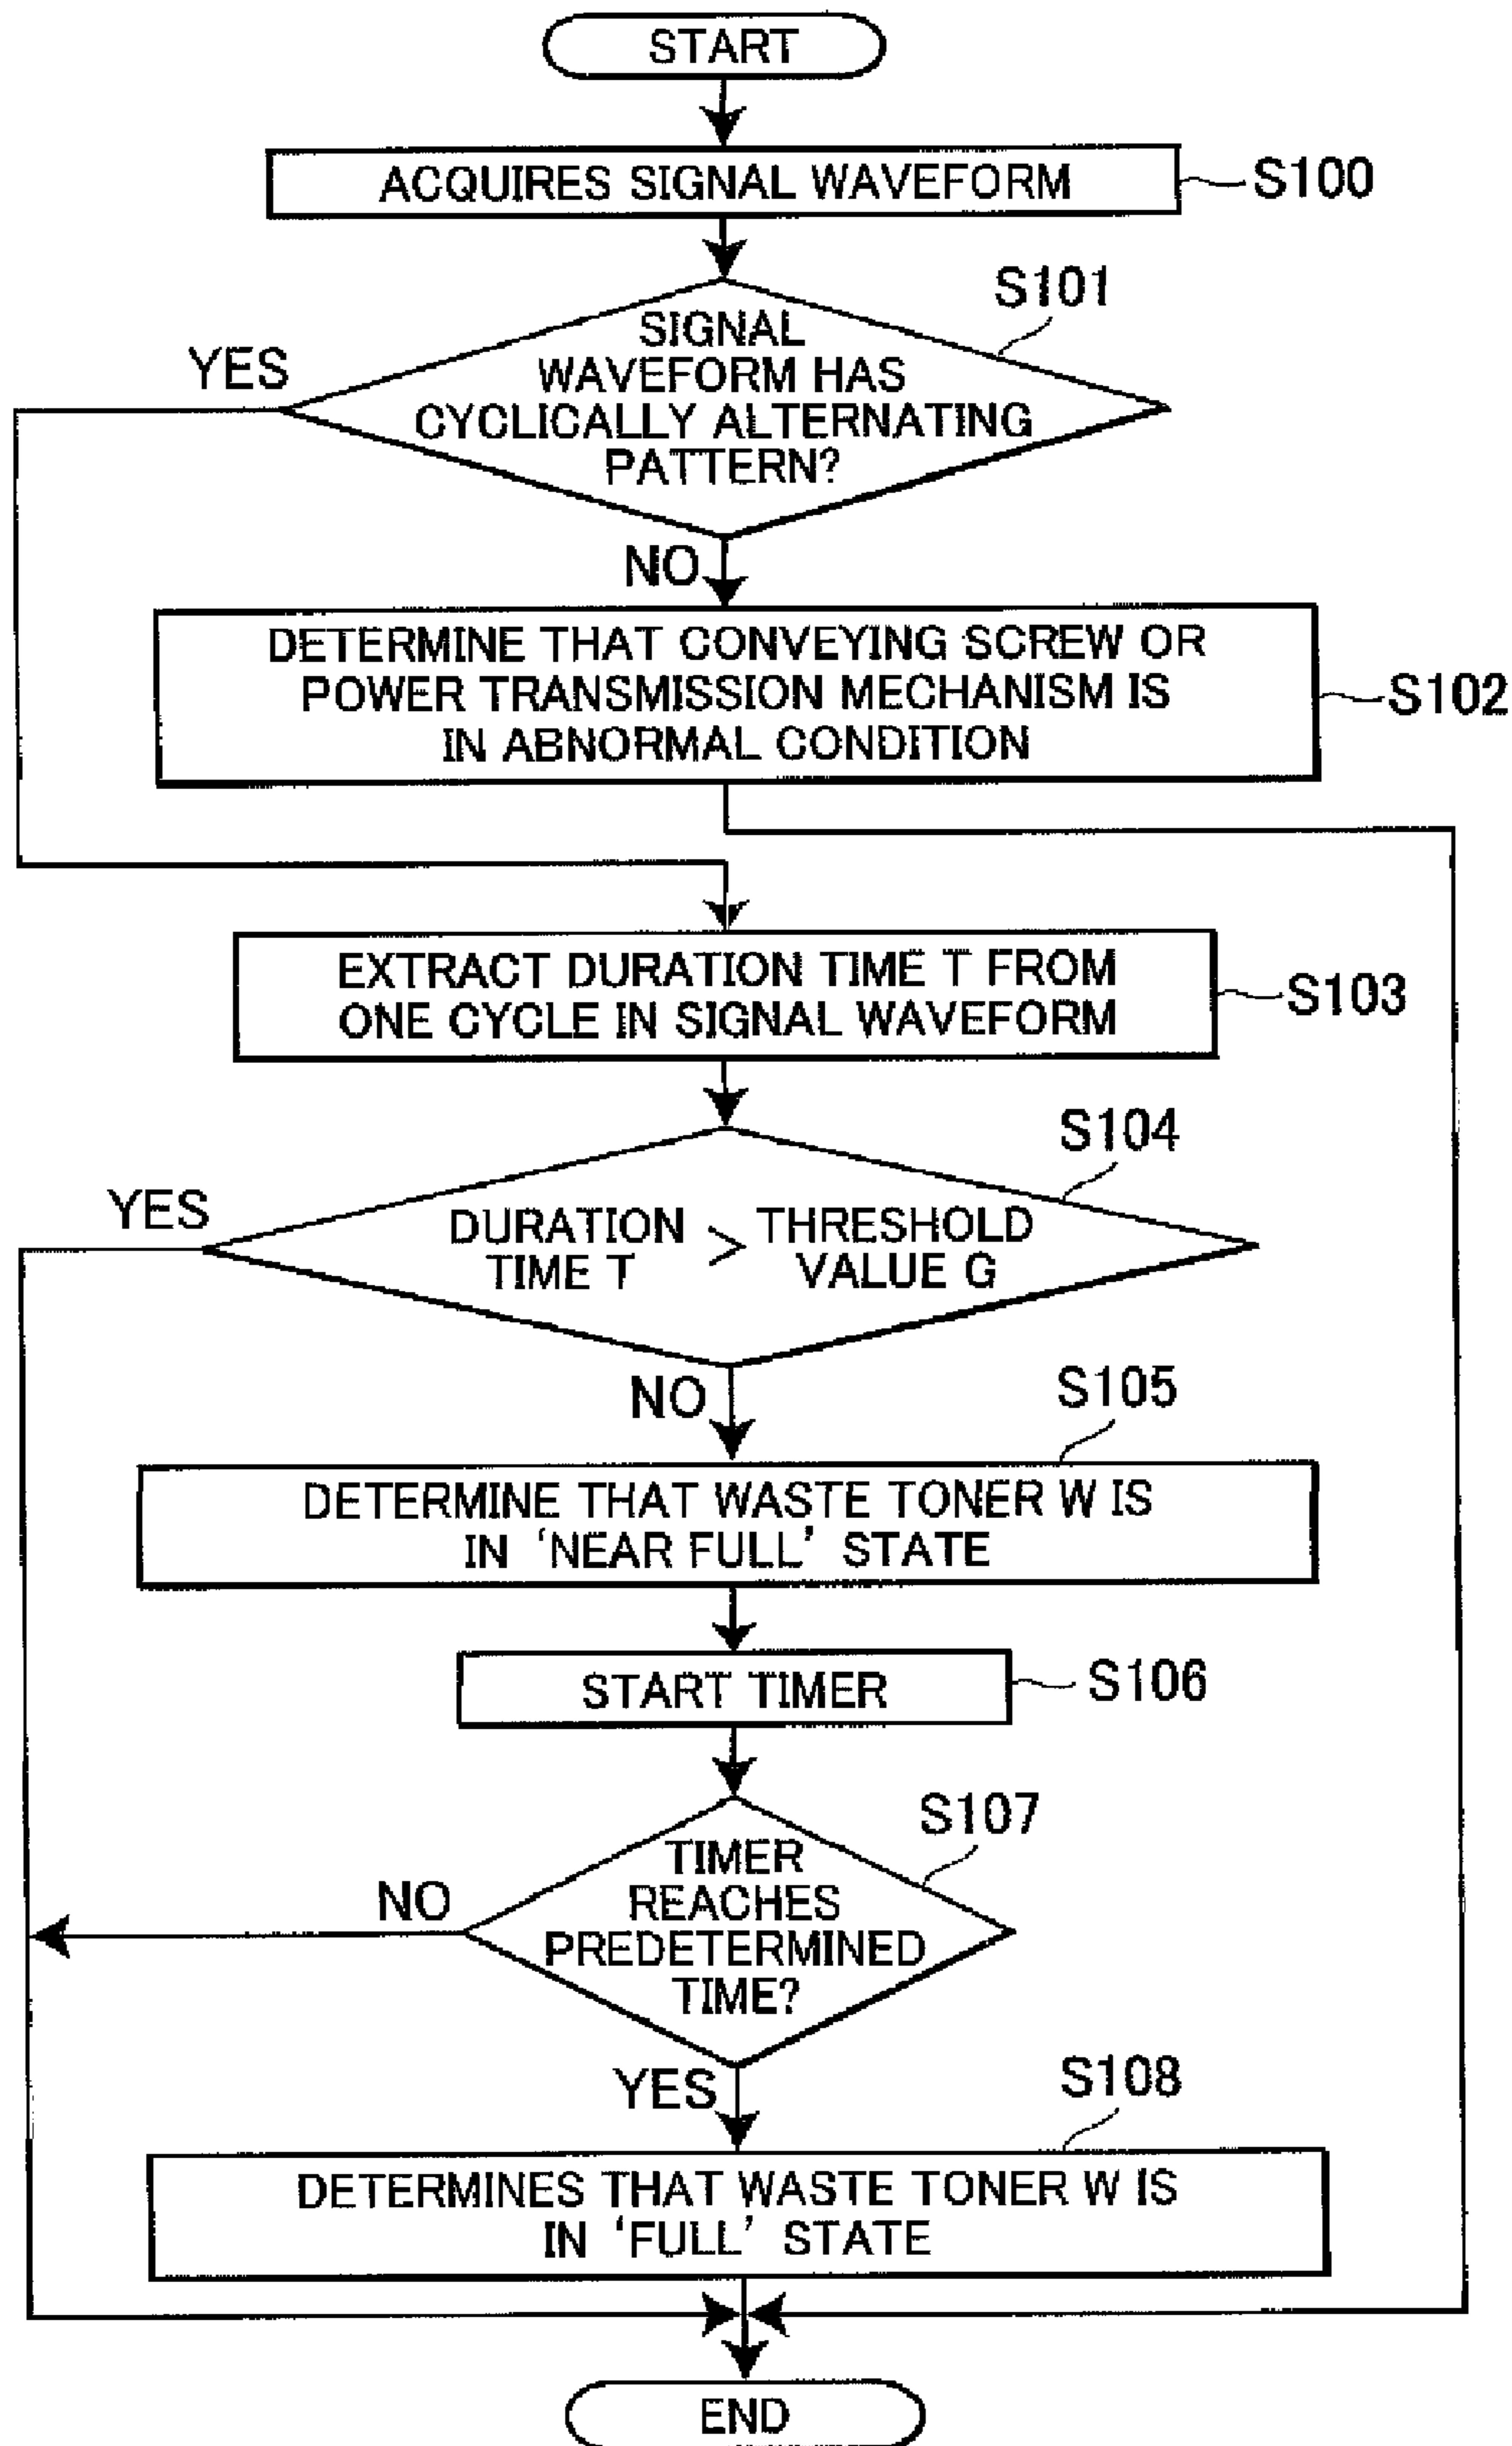 START
ACQUIRES SIGNAL WAVEFORM
S100
S101
SIGNAL
WAVEFORM HAS
CYCLICALLY ALTERNATING
PATTERN?
YES
NO
DETERMINE THAT CONVEYING SCREW OR
POWER TRANSMISSION MECHANISM IS
IN ABNORMAL CONDITION
S102
EXTRACT DURATION TIME T FROM
ONE CYCLE IN SIGNAL WAVEFORM
S103
S104
YES
DURATION > THRESHOLD
TIME T VALUE G
NO
S105
DETERMINE THAT WASTE TONER W IS
IN ‘NEAR FULL’ STATE
START TIMER
S106
S107
TIMER
REACHES
PREDETERMINED
TIME?
NO
YES
S108
DETERMINES THAT WASTE TONER W IS
IN ‘FULL’ STATE
END